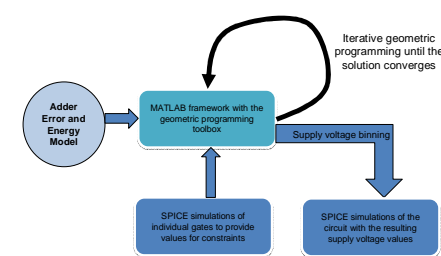 Iterative geometric
programming until the
solution converges
Adder
Error and
Energy
Model
MATLAB framework with the
geometric programming
toolbox
Supply voltage binning
SPICE simulations of
individual gates to provide
values for constraints
SPICE simulations of the
circuit with the resulting
supply voltage values